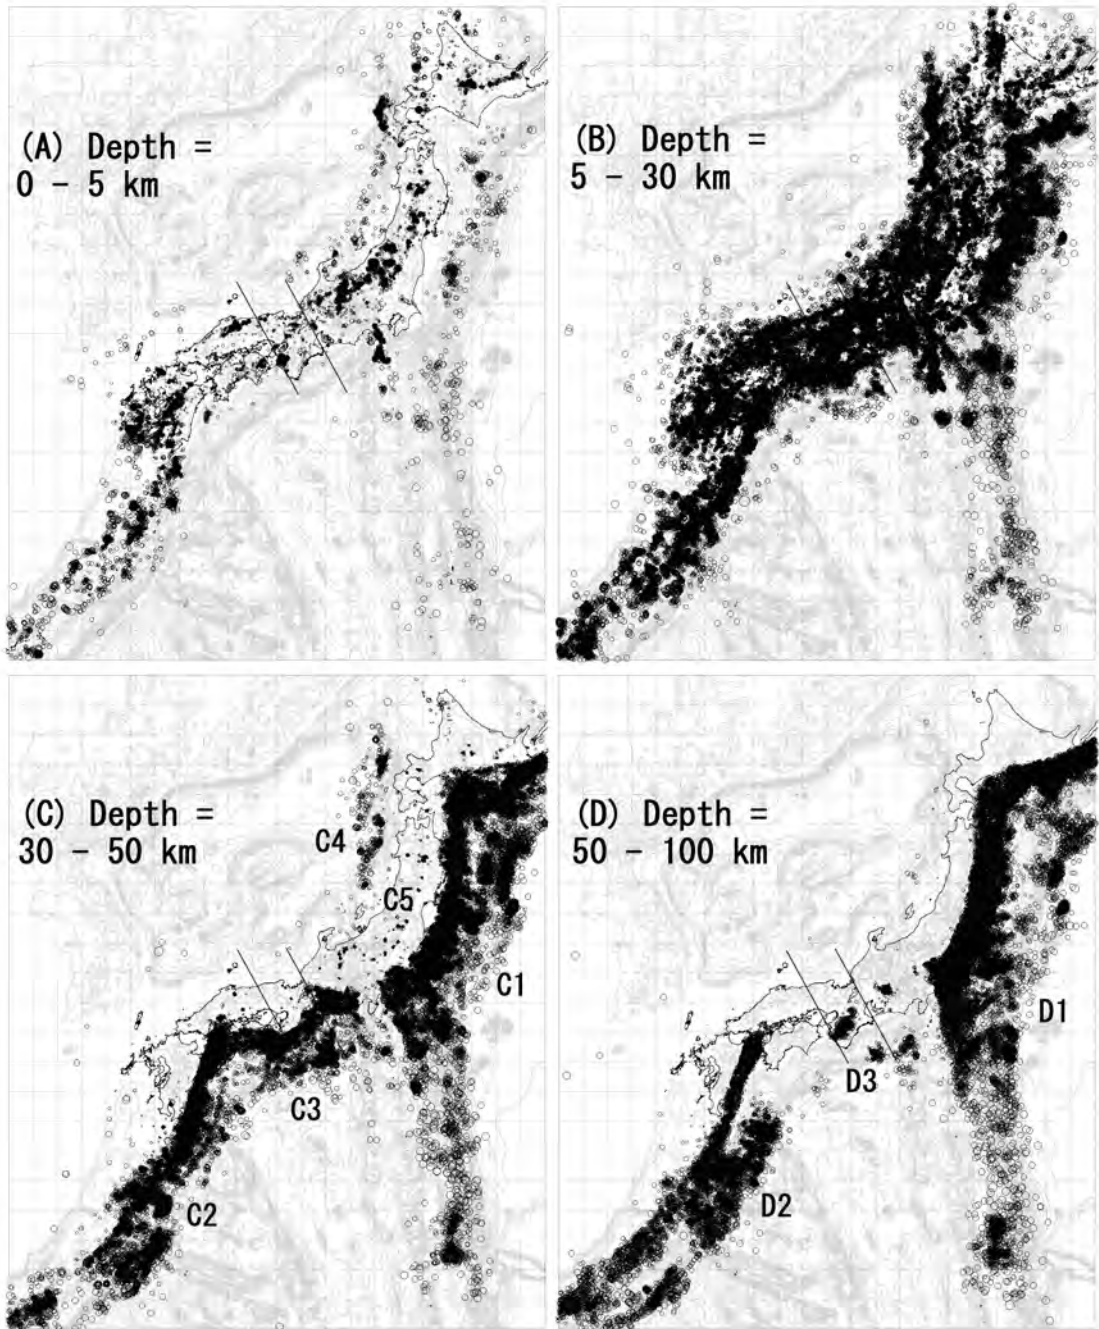 (A) Depth =
0 - 5 km
(B) Depth =
5 - 30 km
(C) Depth =
30 - 50 km
C4
C5
C1
C3
C2
(D) Depth =
50 - 100 km
D1
D3
D2